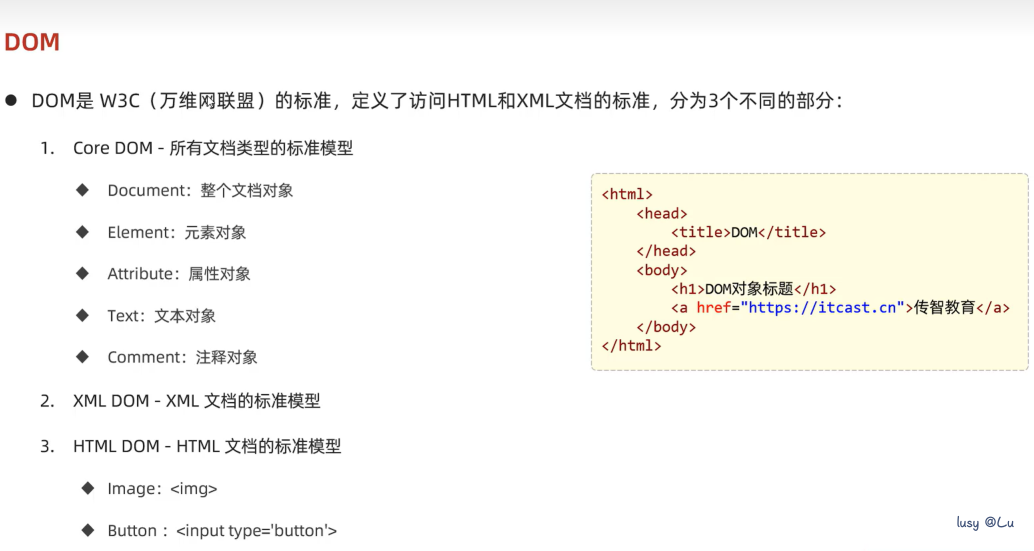 DOM
● DOM是 W3C（万维网联盟）的标准，定义了访问HTML和XML文档的标准，分为3个不同的部分：
1. Core DOM - 所有文档类型的标准模型
◆ Document：整个文档对象
◆ Element：元素对象
◆ Attribute：属性对象
◆ Text：文本对象
◆ Comment：注释对象
2. XML DOM - XML 文档的标准模型
3. HTML DOM - HTML 文档的标准模型
◆ Image：<img>
◆ Button ：<input type='button'>
<html>
<head>
<title>DOM</title>
</head>
<body>
<h1>DOM对象标题</h1>
<a href="https://itcast.cn">传智教育</a>
</body>
</html>
lusy @Lu